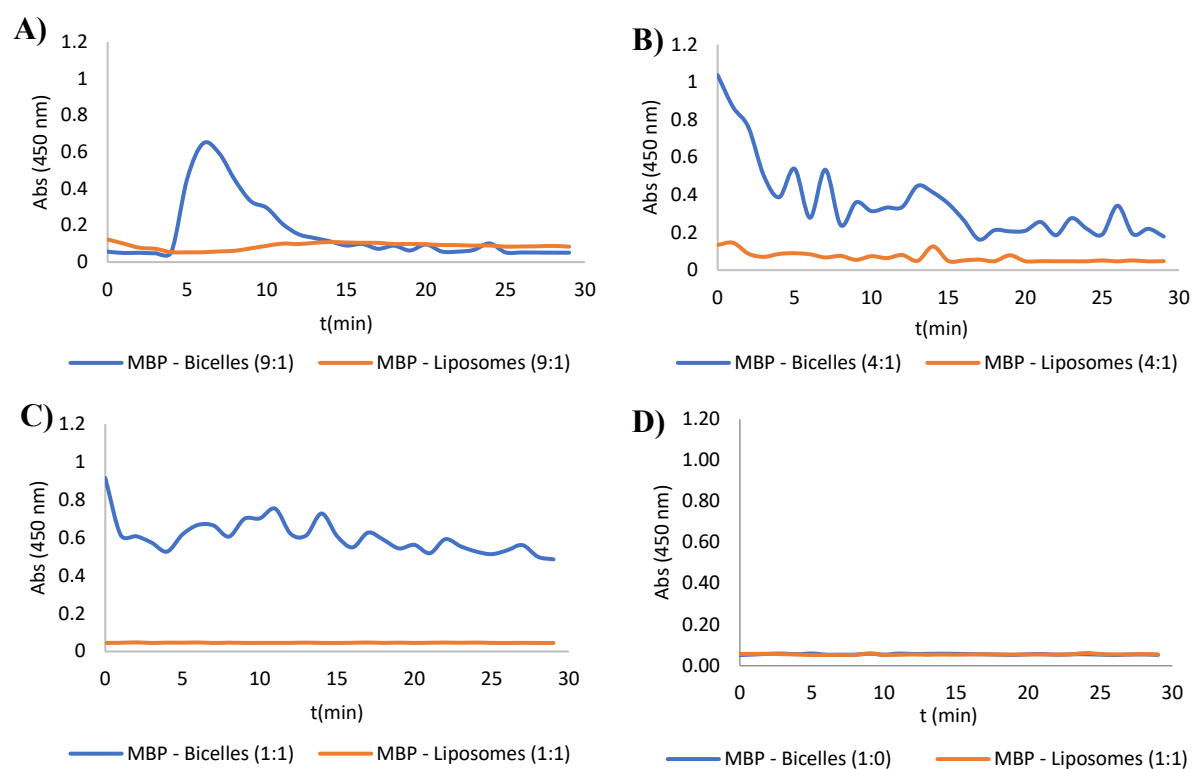 A)
1.2
1
0.8
0.6
0.4
0.2
0
Abs (450 nm)
0 5 10 15 20 25 30
t(min)
MBP - Bicelles (9:1) MBP - Liposomes (9:1)
B)
1.2
1
0.8
0.6
0.4
0.2
0
Abs (450 nm)
0 5 10 15 20 25 30
t(min)
MBP - Bicelles (4:1) MBP - Liposomes (4:1)
C)
1.2
1
0.8
0.6
0.4
0.2
0
Abs (450 nm)
0 5 10 15 20 25 30
t(min)
MBP - Bicelles (1:1) MBP - Liposomes (1:1)
D)
1.20
1.00
0.80
0.60
0.40
0.20
0.00
Abs (450 nm)
0 5 10 15 20 25 30
t (min)
MBP - Bicelles (1:0) MBP - Liposomes (1:1)